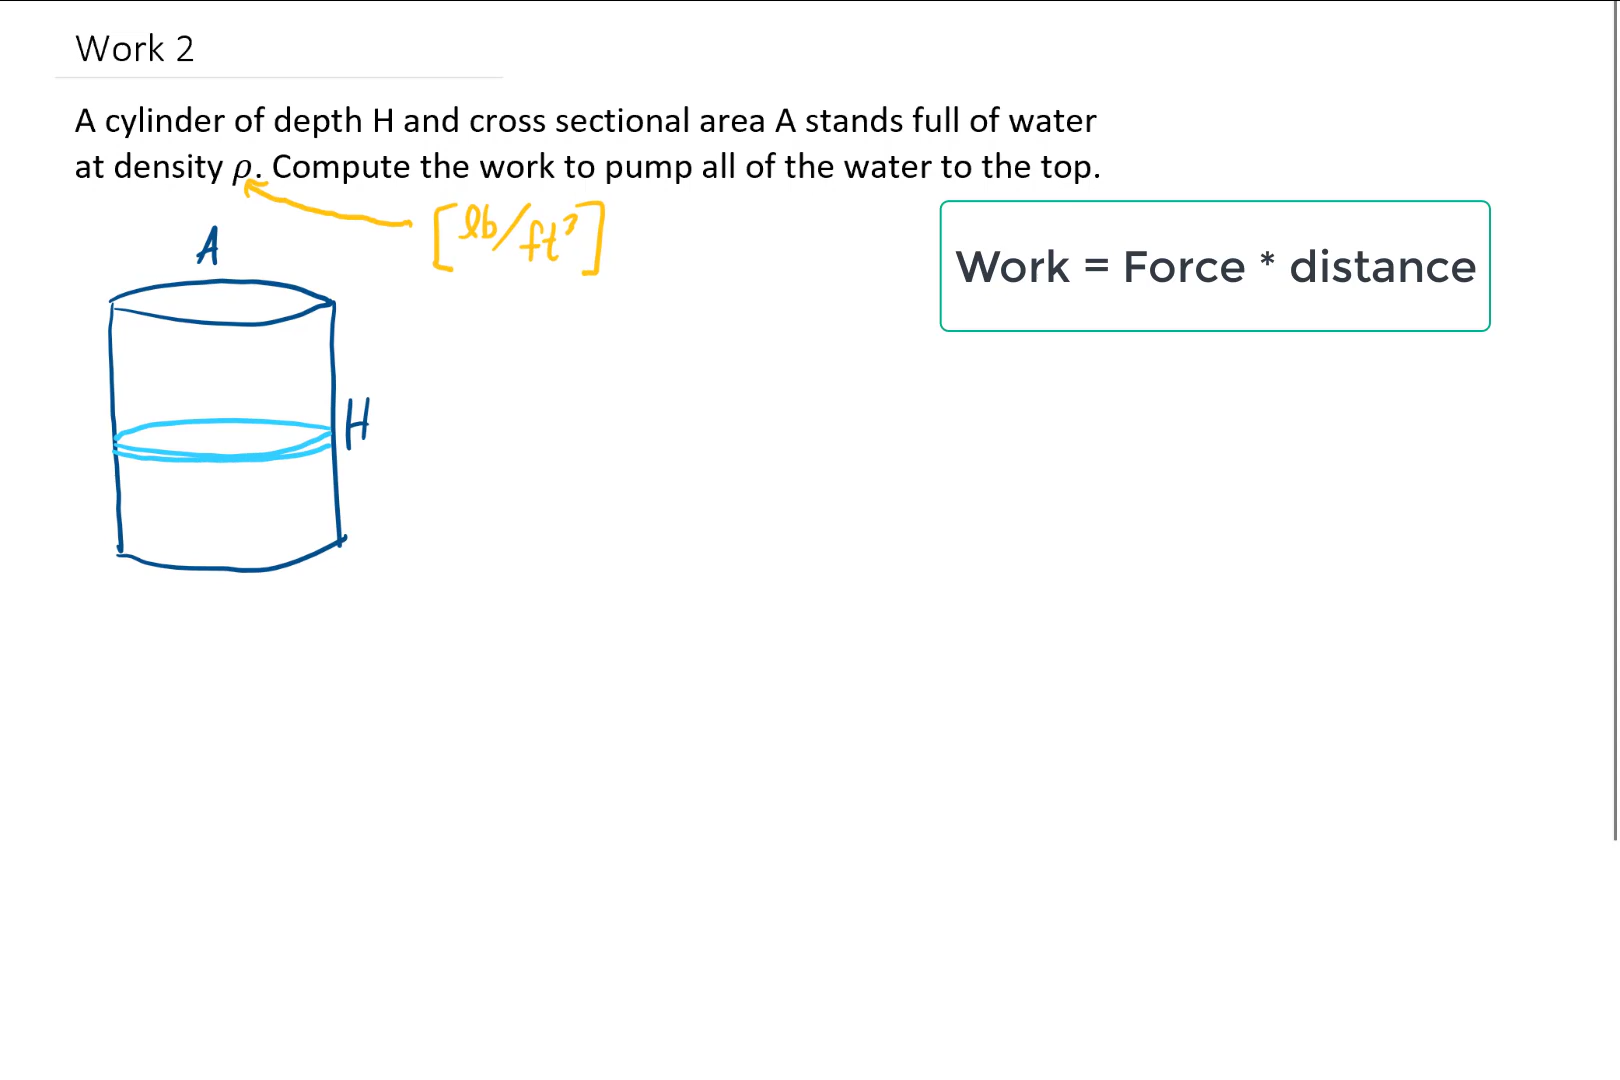 Work 2
A cylinder of depth H and cross sectional area A stands full of water
at density ρ. Compute the work to pump all of the water to the top.
[lb/ft³]
A
Work = Force * distance
H